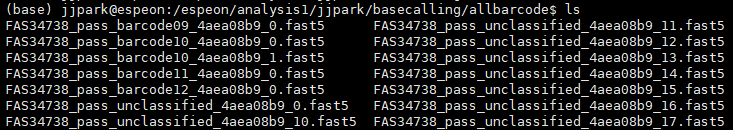 (base) jjpark@espeon:/espeon/analysis1/jjpark/basecalling/allbarcode$ ls
FAS34738_pass_barcode09_4aea08b9_0.fast5 FAS34738_pass_unclassified_4aea08b9_11.fast5
FAS34738_pass_barcode10_4aea08b9_0.fast5 FAS34738_pass_unclassified_4aea08b9_12.fast5
FAS34738_pass_barcode10_4aea08b9_1.fast5 FAS34738_pass_unclassified_4aea08b9_13.fast5
FAS34738_pass_barcode11_4aea08b9_0.fast5 FAS34738_pass_unclassified_4aea08b9_14.fast5
FAS34738_pass_barcode12_4aea08b9_0.fast5 FAS34738_pass_unclassified_4aea08b9_15.fast5
FAS34738_pass_unclassified_4aea08b9_0.fast5 FAS34738_pass_unclassified_4aea08b9_16.fast5
FAS34738_pass_unclassified_4aea08b9_10.fast5 FAS34738_pass_unclassified_4aea08b9_17.fast5